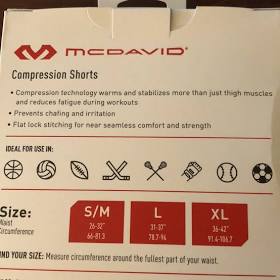 McDAVID®
Compression Shorts
• Compression technology warms and stabilizes more than just thigh muscles
and reduces fatigue during workouts
• Prevents chafing and irritation
• Flat lock stitching for near seamless comfort and strength
IDEAL FOR USE IN:
Size:
Waist
Circumference
S/M
26-32"
66-81.3
L
31-37"
78.7-94
XL
36-42"
91.4-106.7
FIND YOUR SIZE: Measure circumference around the fullest part of your waist.